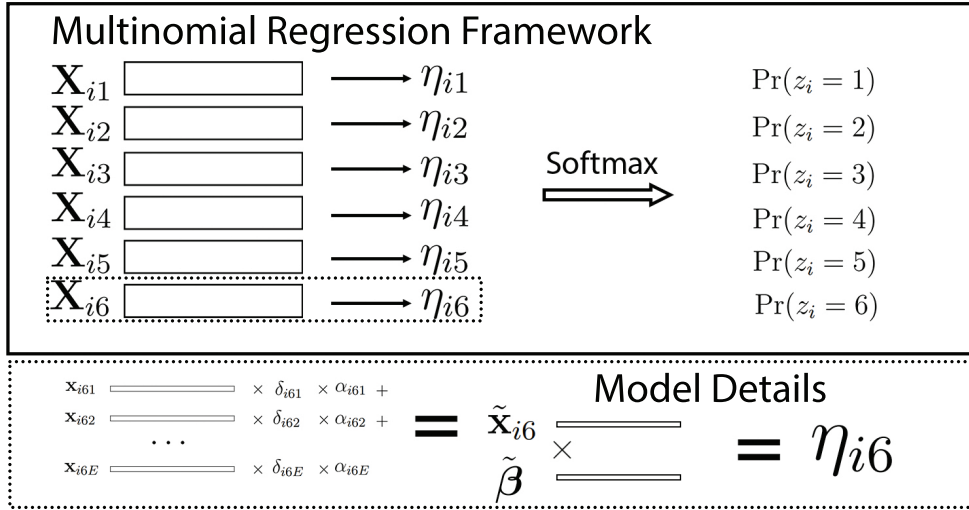 Multinomial Regression Framework
X_{i1} η_{i1} Pr(z_i = 1)
X_{i2} η_{i2} Pr(z_i = 2)
X_{i3} η_{i3} Pr(z_i = 3)
Softmax
X_{i4} η_{i4} Pr(z_i = 4)
X_{i5} η_{i5} Pr(z_i = 5)
X_{i6} η_{i6} Pr(z_i = 6)
Model Details
x_{i61} × δ_{i61} × α_{i61} +
x_{i62} × δ_{i62} × α_{i62} +
...
x_{i6E} × δ_{i6E} × α_{i6E}
= x̃_{i6}
×
β̃
= η_{i6}